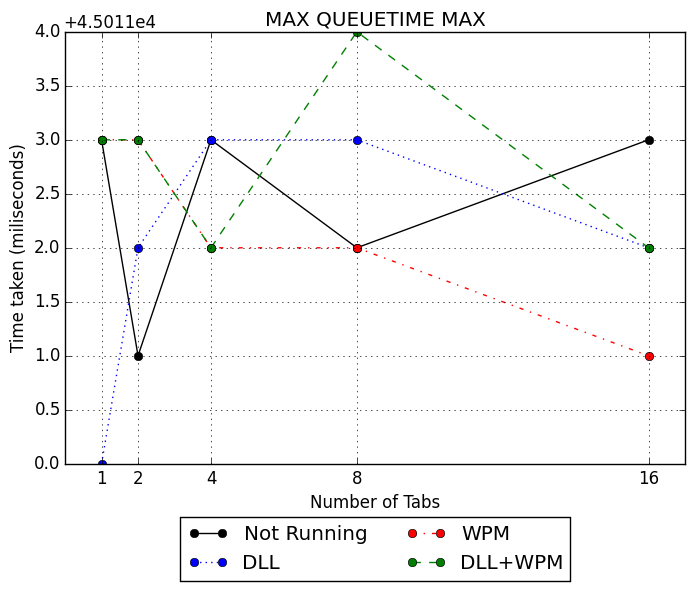 MAX QUEUETIME MAX
+4.5011e4
4.0
3.5
3.0
2.5
2.0
1.5
1.0
0.5
0.0
Time taken (miliseconds)
1 2 4 8 16
Number of Tabs
Not Running WPM
DLL DLL+WPM